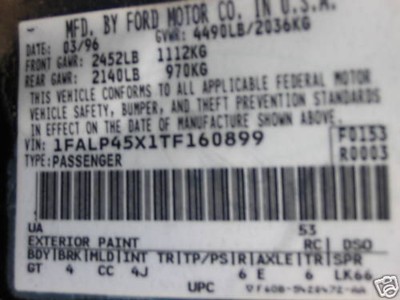 MFD. BY FORD MOTOR CO. IN U.S.A.
DATE: 03/96 GVWR: 4490LB/2036KG
FRONT GAWR: 2452LB 1112KG
REAR GAWR: 2140LB 970KG
THIS VEHICLE CONFORMS TO ALL APPLICABLE FEDERAL MOTOR
VEHICLE SAFETY, BUMPER, AND THEFT PREVENTION STANDARDS
IN EFFECT ON THE DATE OF MANUFACTURE SHOWN ABOVE.
VIN: 1FALP45X1TF160899 F0153
TYPE: PASSENGER R0003
UA 53
EXTERIOR PAINT RC DSO
BDY BRK MLD INT TR TP/PS R AXLE TR SPR
GT 4 CC 4J 6 E 6 LK66
UPC